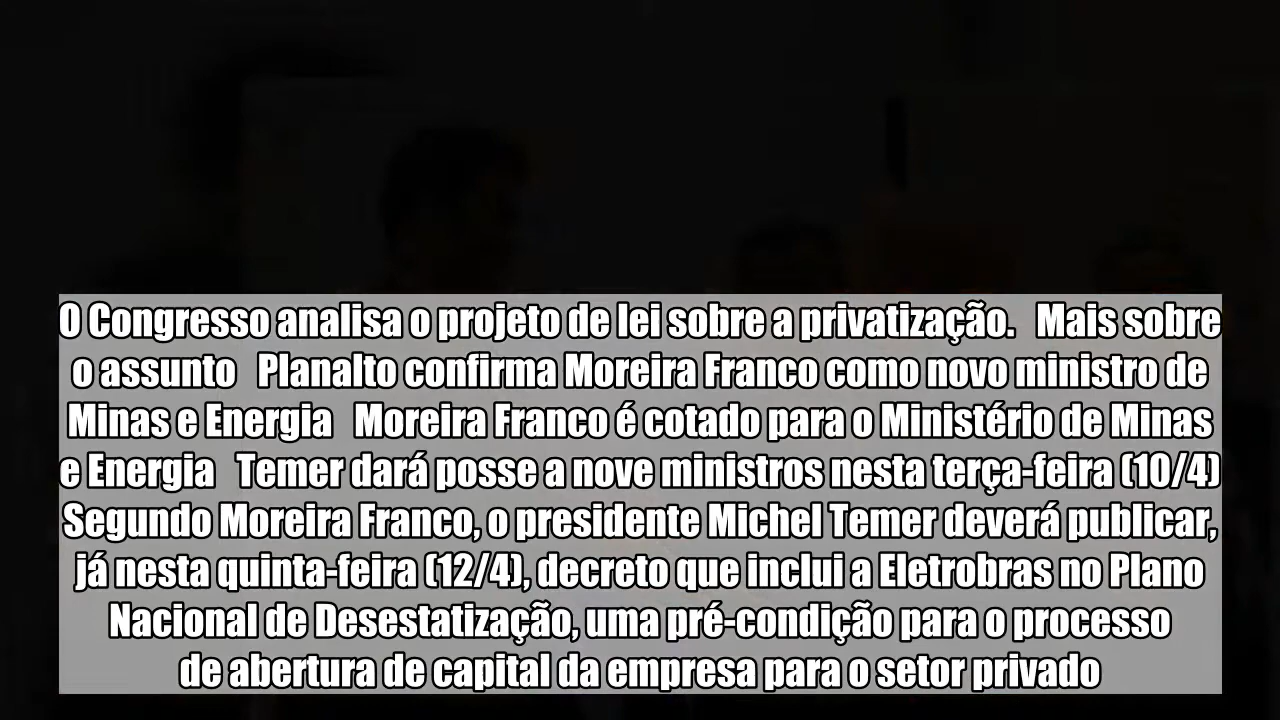 O Congresso analisa o projeto de lei sobre a privatização.   Mais sobre
o assunto   Planalto confirma Moreira Franco como novo ministro de
Minas e Energia   Moreira Franco é cotado para o Ministério de Minas
e Energia   Temer dará posse a nove ministros nesta terça-feira (10/4)
Segundo Moreira Franco, o presidente Michel Temer deverá publicar,
já nesta quinta-feira (12/4), decreto que inclui a Eletrobras no Plano
Nacional de Desestatização, uma pré-condição para o processo
de abertura de capital da empresa para o setor privado